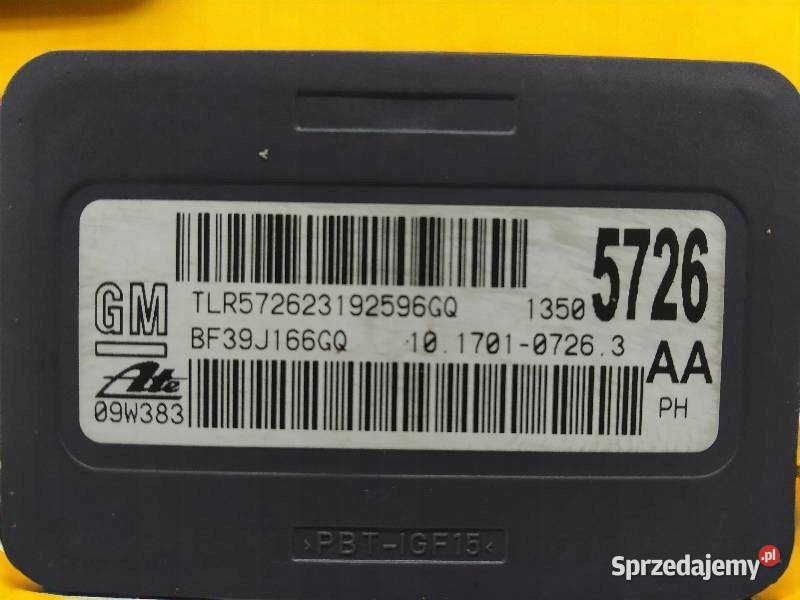 GM
TLR572623192596GQ 1350 5726
BF39J166GQ 10.1701-0726.3 AA
Ate
09W383 PH
>PBT-IGF15<
Sprzedajemy.pl